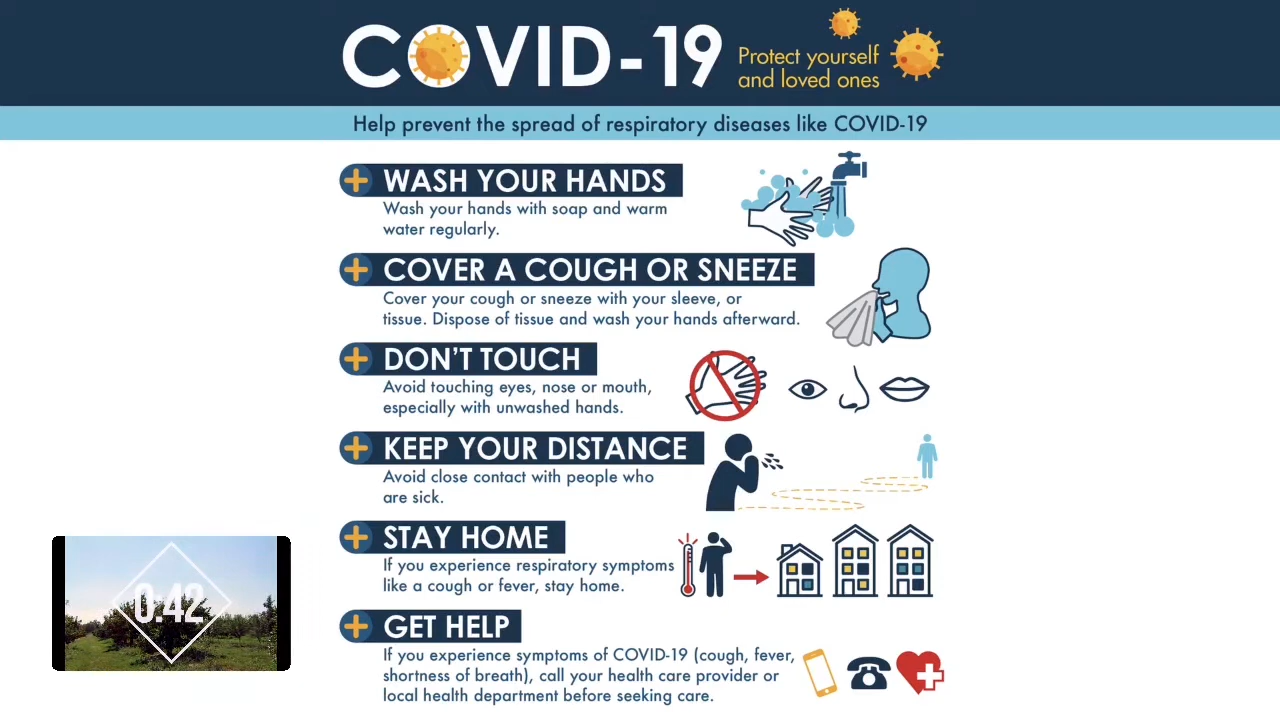 COVID-19
Protect yourself
and loved ones
Help prevent the spread of respiratory diseases like COVID-19
WASH YOUR HANDS
Wash your hands with soap and warm
water regularly.
COVER A COUGH OR SNEEZE
Cover your cough or sneeze with your sleeve, or
tissue. Dispose of tissue and wash your hands afterward.
DON'T TOUCH
Avoid touching eyes, nose or mouth,
especially with unwashed hands.
KEEP YOUR DISTANCE
Avoid close contact with people who
are sick.
STAY HOME
If you experience respiratory symptoms
like a cough or fever, stay home.
0:42
GET HELP
If you experience symptoms of COVID-19 (cough, fever,
shortness of breath), call your health care provider or
local health department before seeking care.